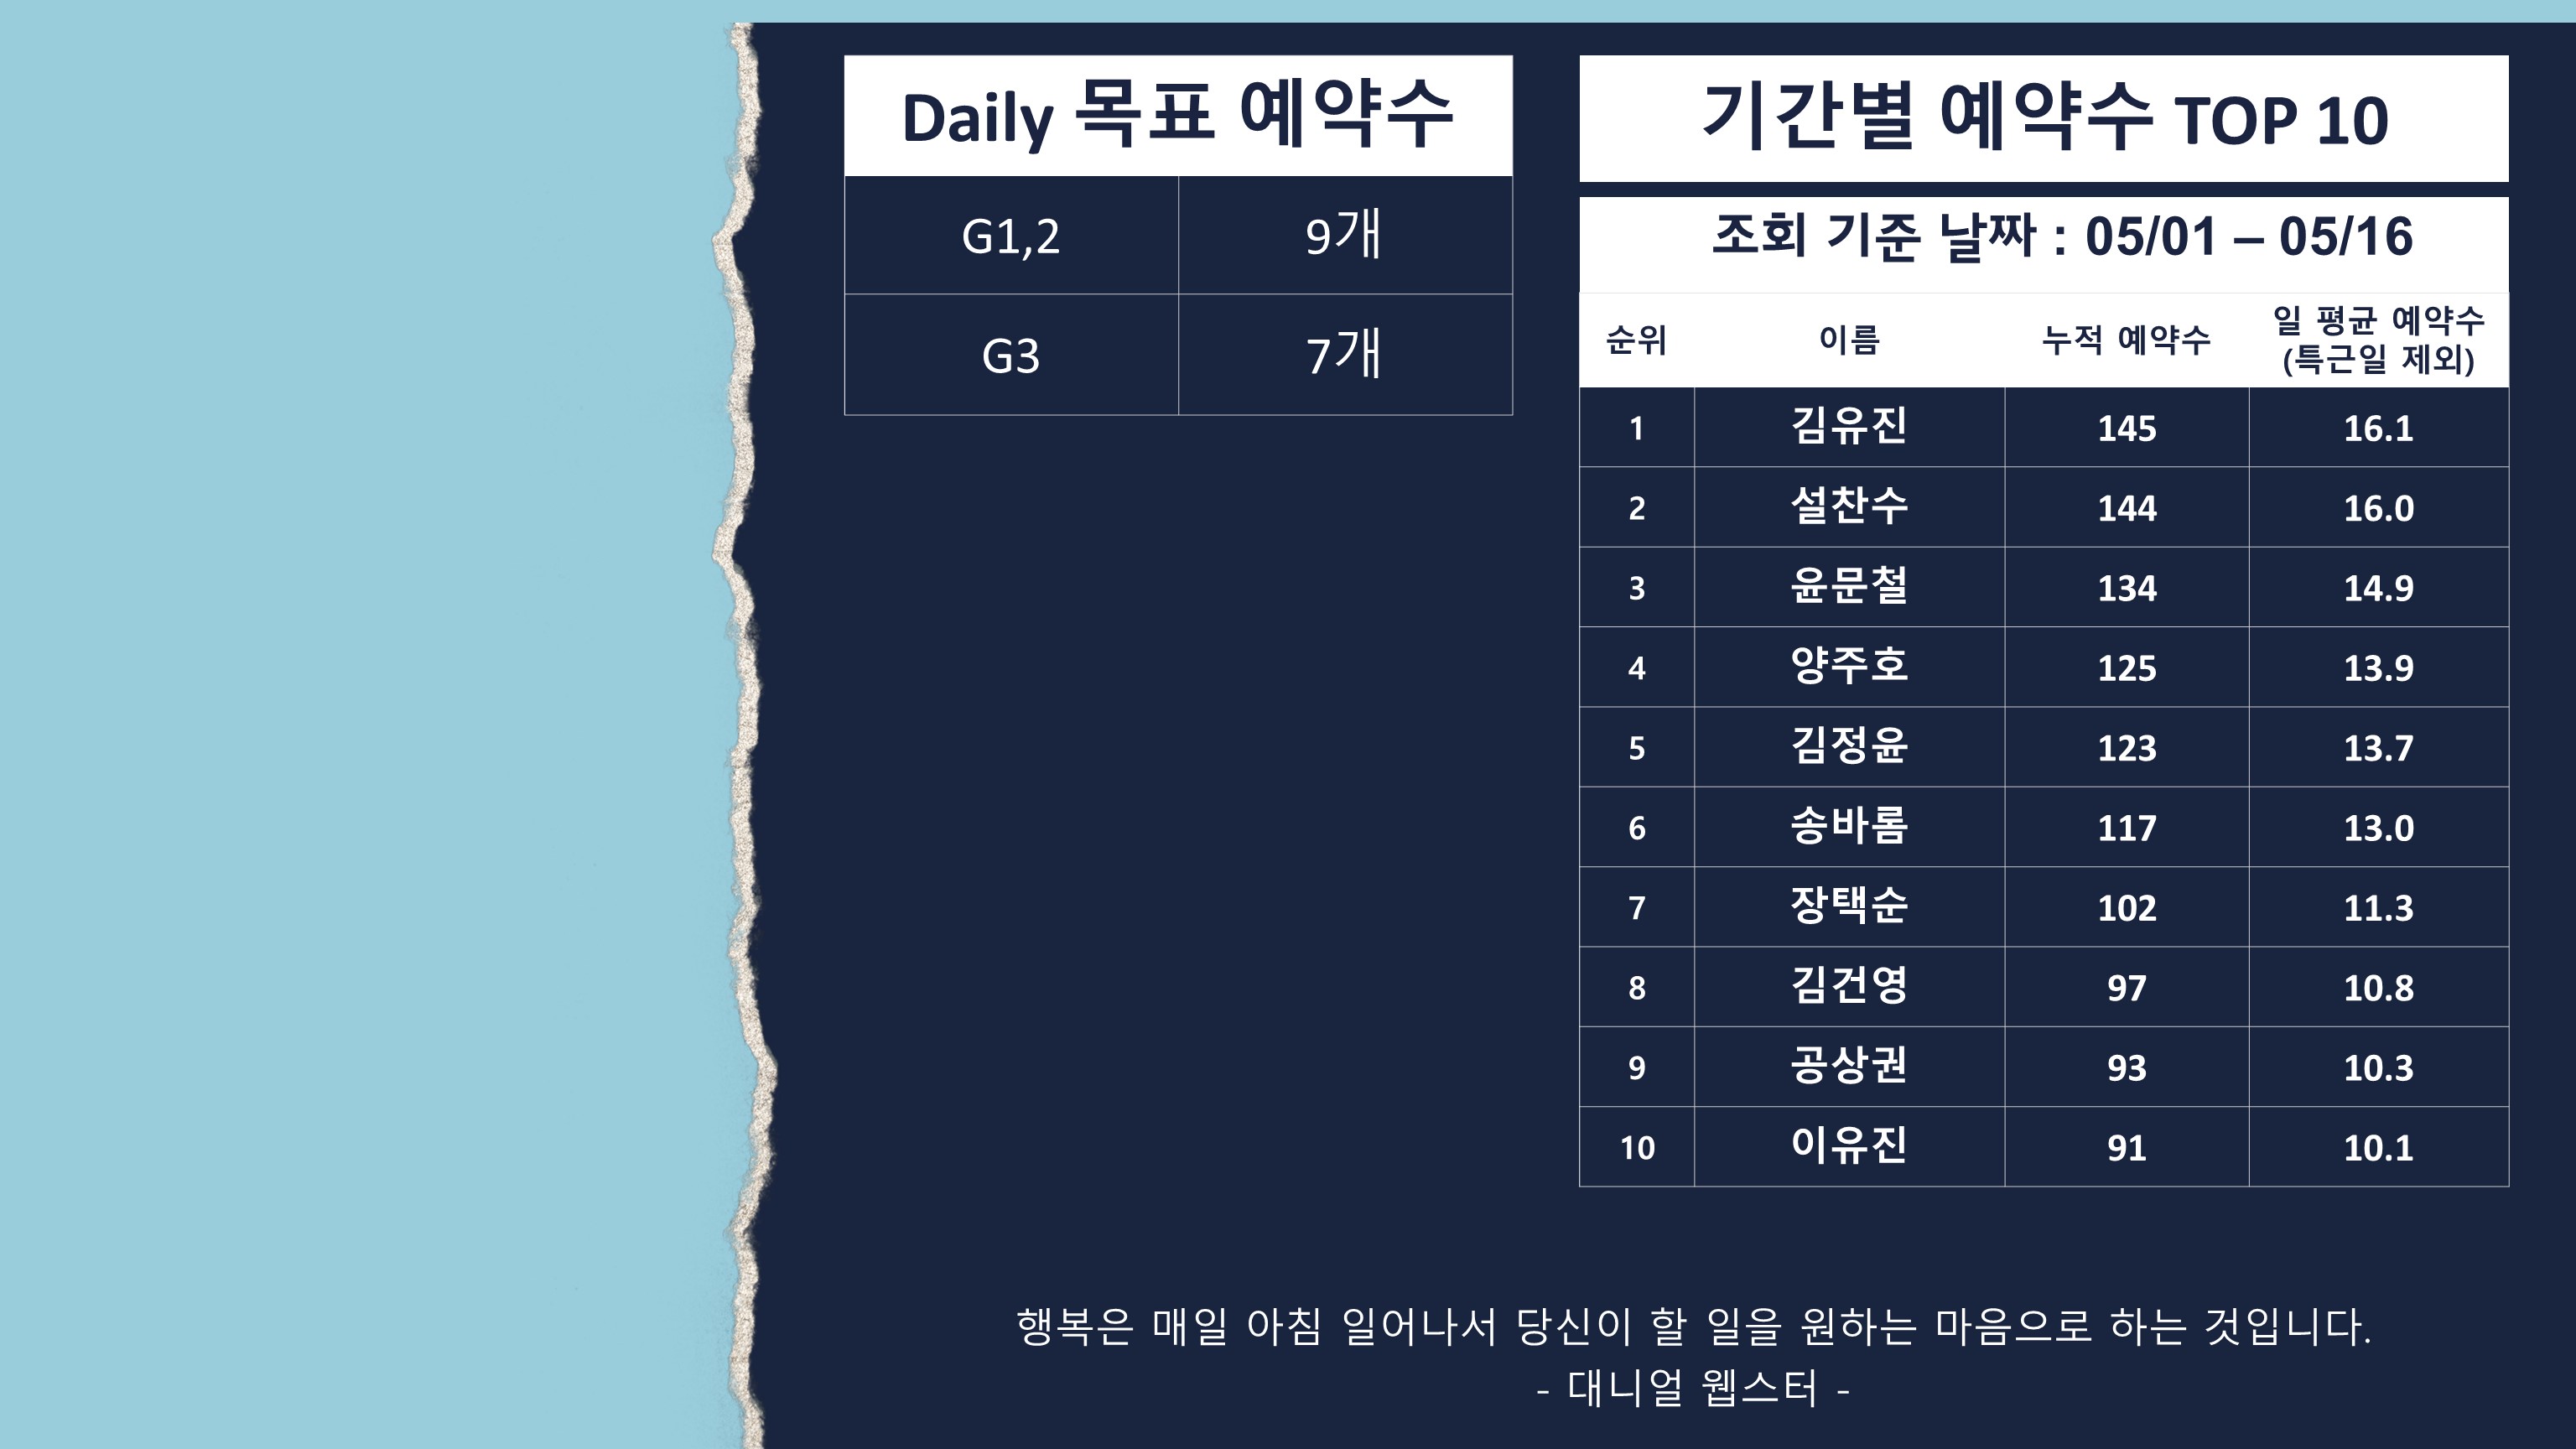 Daily 목표 예약수
G1,2 9개
G3 7개
기간별 예약수 TOP 10
조회 기준 날짜 : 05/01 – 05/16
순위 이름 누적 예약수 일 평균 예약수
(특근일 제외)
1 김유진 145 16.1
2 설찬수 144 16.0
3 윤문철 134 14.9
4 양주호 125 13.9
5 김정윤 123 13.7
6 송바롬 117 13.0
7 장택순 102 11.3
8 김건영 97 10.8
9 공상권 93 10.3
10 이유진 91 10.1
행복은 매일 아침 일어나서 당신이 할 일을 원하는 마음으로 하는 것입니다.
- 대니얼 웹스터 -